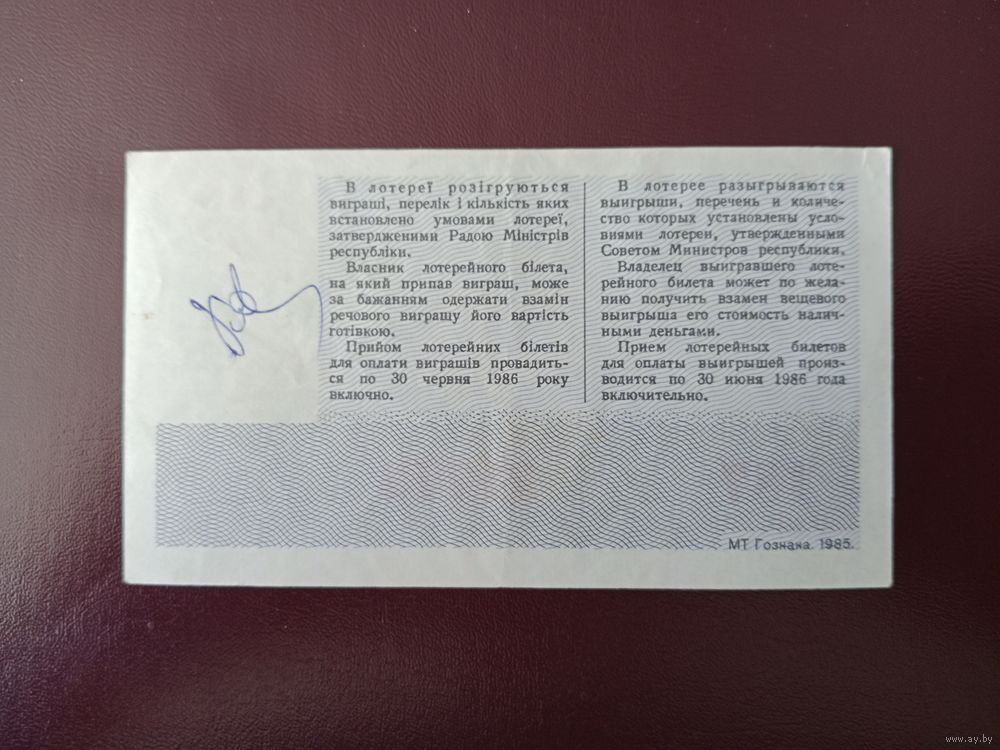 В лотереї розігруються
виграші, перелік і кількість яких
встановлено умовами лотереї,
затвердженими Радою Міністрів
республіки.
Власник лотерейного білета,
на який припав виграш, може
за бажанням одержати взамін
речового виграшу його вартість
готівкою.
Прийом лотерейних білетів
для оплати виграшів провадить-
ся по 30 червня 1986 року
включно.
В лотерее разыгрываются
выигрыши, перечень и количе-
ство которых установлены усло-
виями лотереи, утвержденными
Советом Министров республики.
Владелец выигравшего лоте-
рейного билета может по жела-
нию получить взамен вещевого
выигрыша его стоимость налич-
ными деньгами.
Прием лотерейных билетов
для оплаты выигрышей произ-
водится по 30 июня 1986 года
включительно.
МТ Гознака. 1985.
www.ay.by